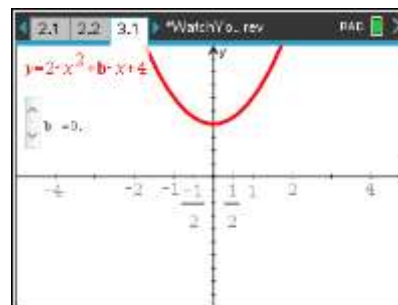 2.1 2.2 3.1 *WatchYo...rev RAD
y=2·x²+b·x+4
y
b =0.
-4 -2 -1 -1/2 1/2 1 2 4